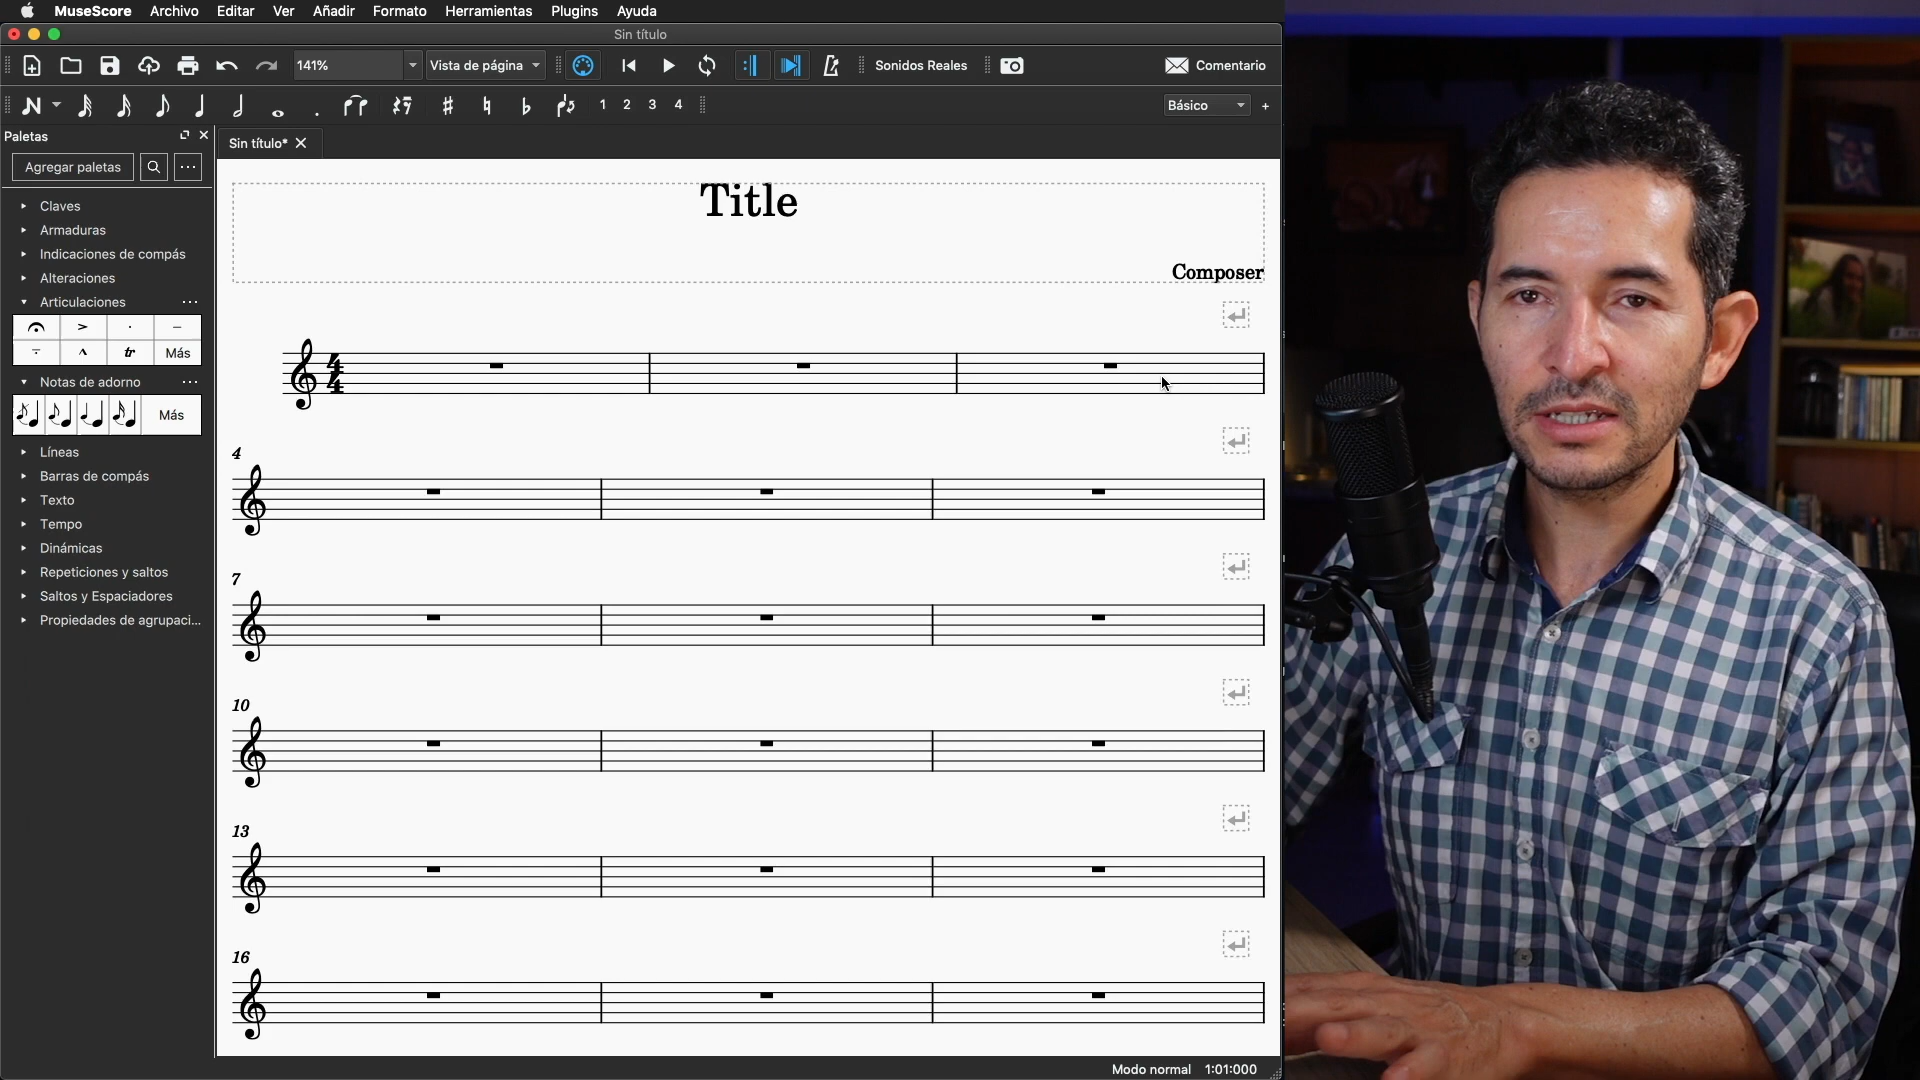 MuseScore Archivo Editar Ver Añadir Formato Herramientas Plugins Ayuda
Sin título
141% Vista de página Sonidos Reales Comentario
1 2 3 4 Básico +
Paletas
Sin título*
Agregar paletas
Title
Composer
Claves
Armaduras
Indicaciones de compás
Alteraciones
Articulaciones
tr Más
Notas de adorno
Más
Líneas
Barras de compás
Texto
Tempo
Dinámicas
Repeticiones y saltos
Saltos y Espaciadores
Propiedades de agrupaci...
4
4
4
7
10
13
16
Modo normal 1:01:000